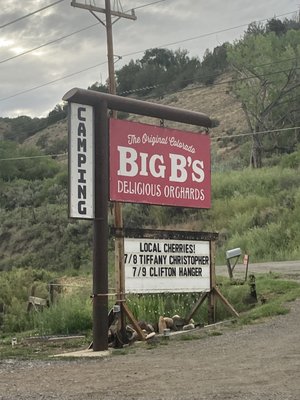 CAMPING
The Original Colorado
BIG B'S
DELICIOUS ORCHARDS
LOCAL CHERRIES!
7/8 TIFFANY CHRISTOPHER
7/9 CLIFTON HANGER